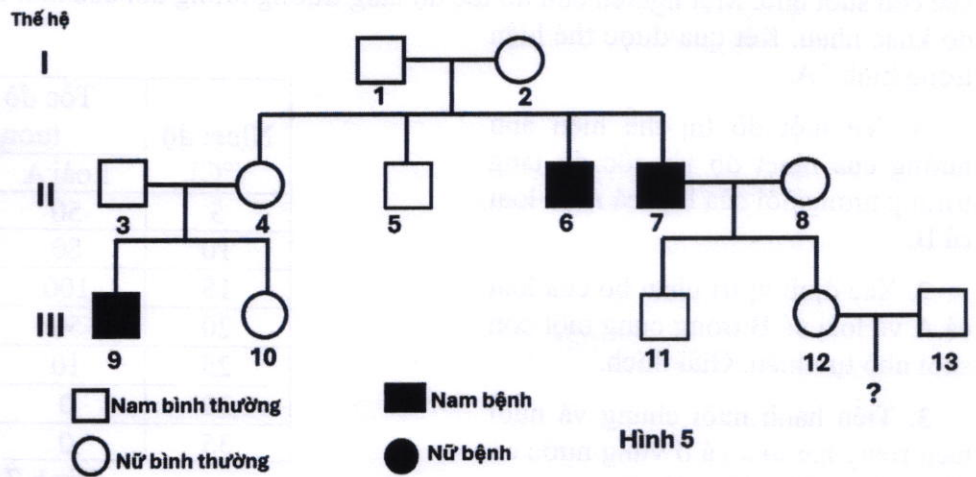 Thế hệ
I
1 2
II
3 4 5 6 7 8
III
9 10 11 12 13
?
Nam bình thường Nam bệnh
Nữ bình thường Nữ bệnh
Hình 5